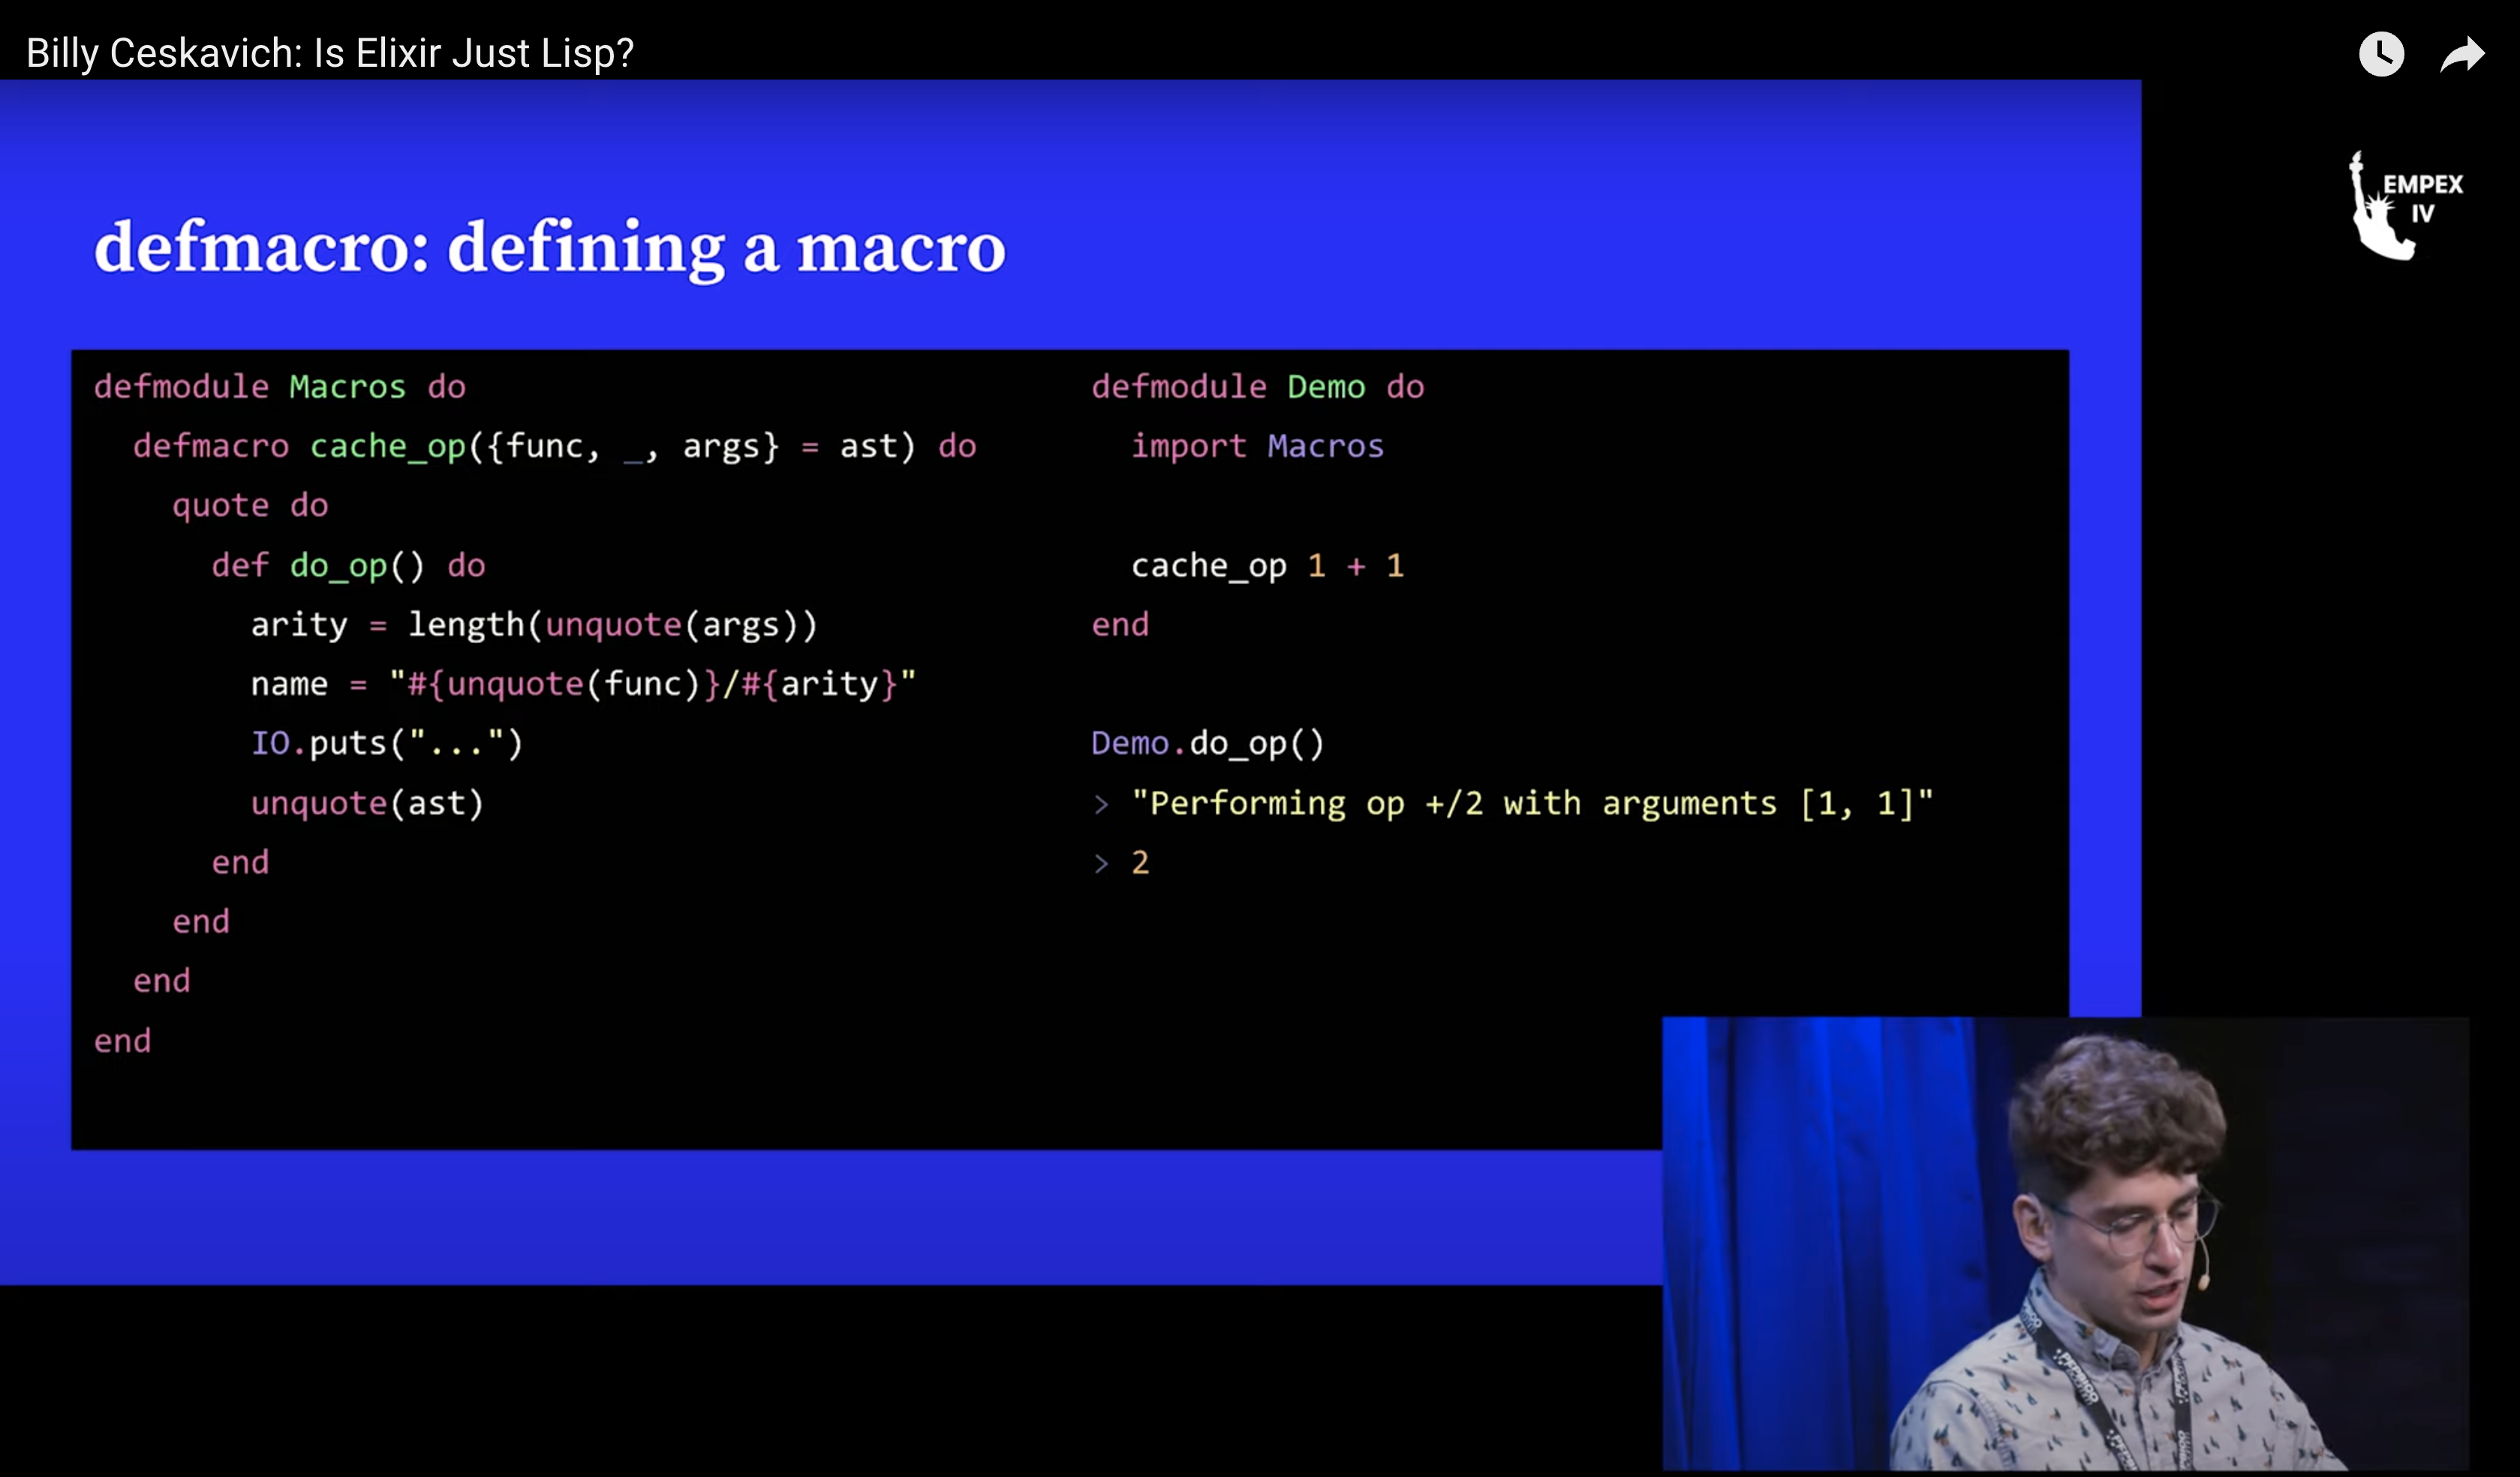 Billy Ceskavich: Is Elixir Just Lisp?
EMPEX
IV
defmacro: defining a macro
defmodule Macros do
defmacro cache_op({func, _, args} = ast) do
quote do
def do_op() do
arity = length(unquote(args))
name = "#{unquote(func)}/#{arity}"
IO.puts("...")
unquote(ast)
end
end
end
end
defmodule Demo do
import Macros
cache_op 1 + 1
end
Demo.do_op()
> "Performing op +/2 with arguments [1, 1]"
> 2